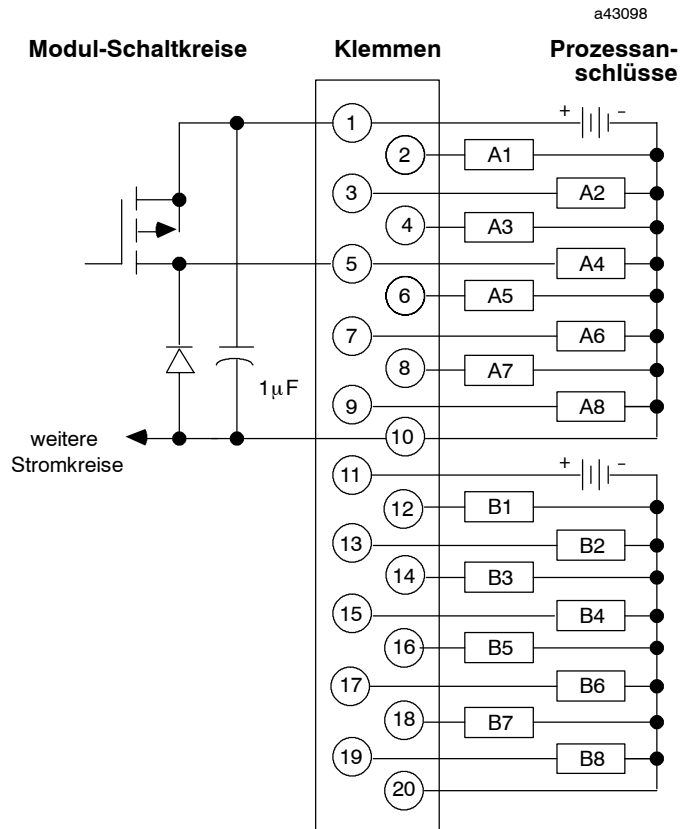 a43098
Modul-Schaltkreise
Klemmen
Prozessan-
schlüsse
1
+ -
2
A1
3
A2
4
A3
5
A4
6
A5
7
A6
8
A7
1µF
9
A8
weitere
Stromkreise
10
11
+ -
12
B1
13
B2
14
B3
15
B4
16
B5
17
B6
18
B7
19
B8
20